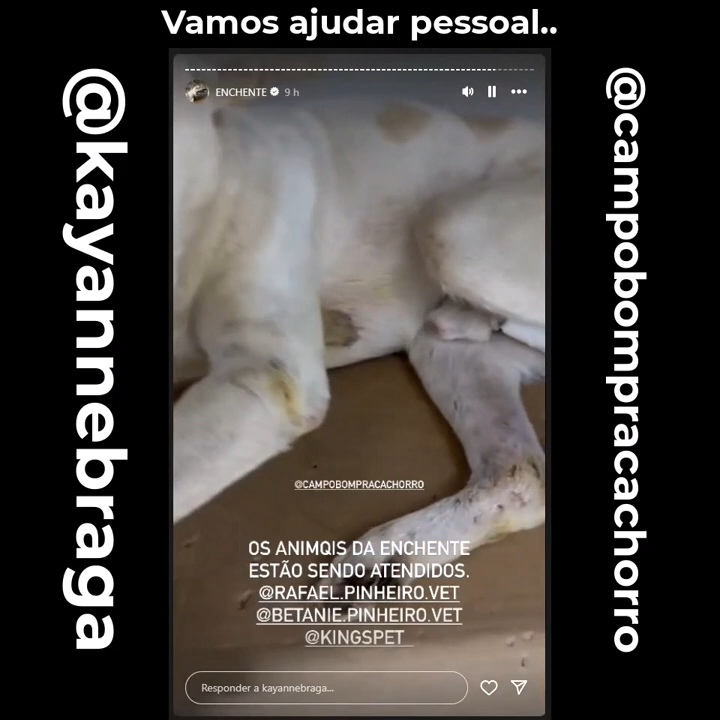 Vamos ajudar pessoal..
@kayannebraga
ENCHENTE 9 h
@CAMPOBOMPRACACHORRO
OS ANIMQIS DA ENCHENTE
ESTÃO SENDO ATENDIDOS.
@RAFAEL.PINHEIRO.VET
@BETANIE.PINHEIRO.VET
@KINGSPET
Responder a kayannebraga...
@campobompracachorro